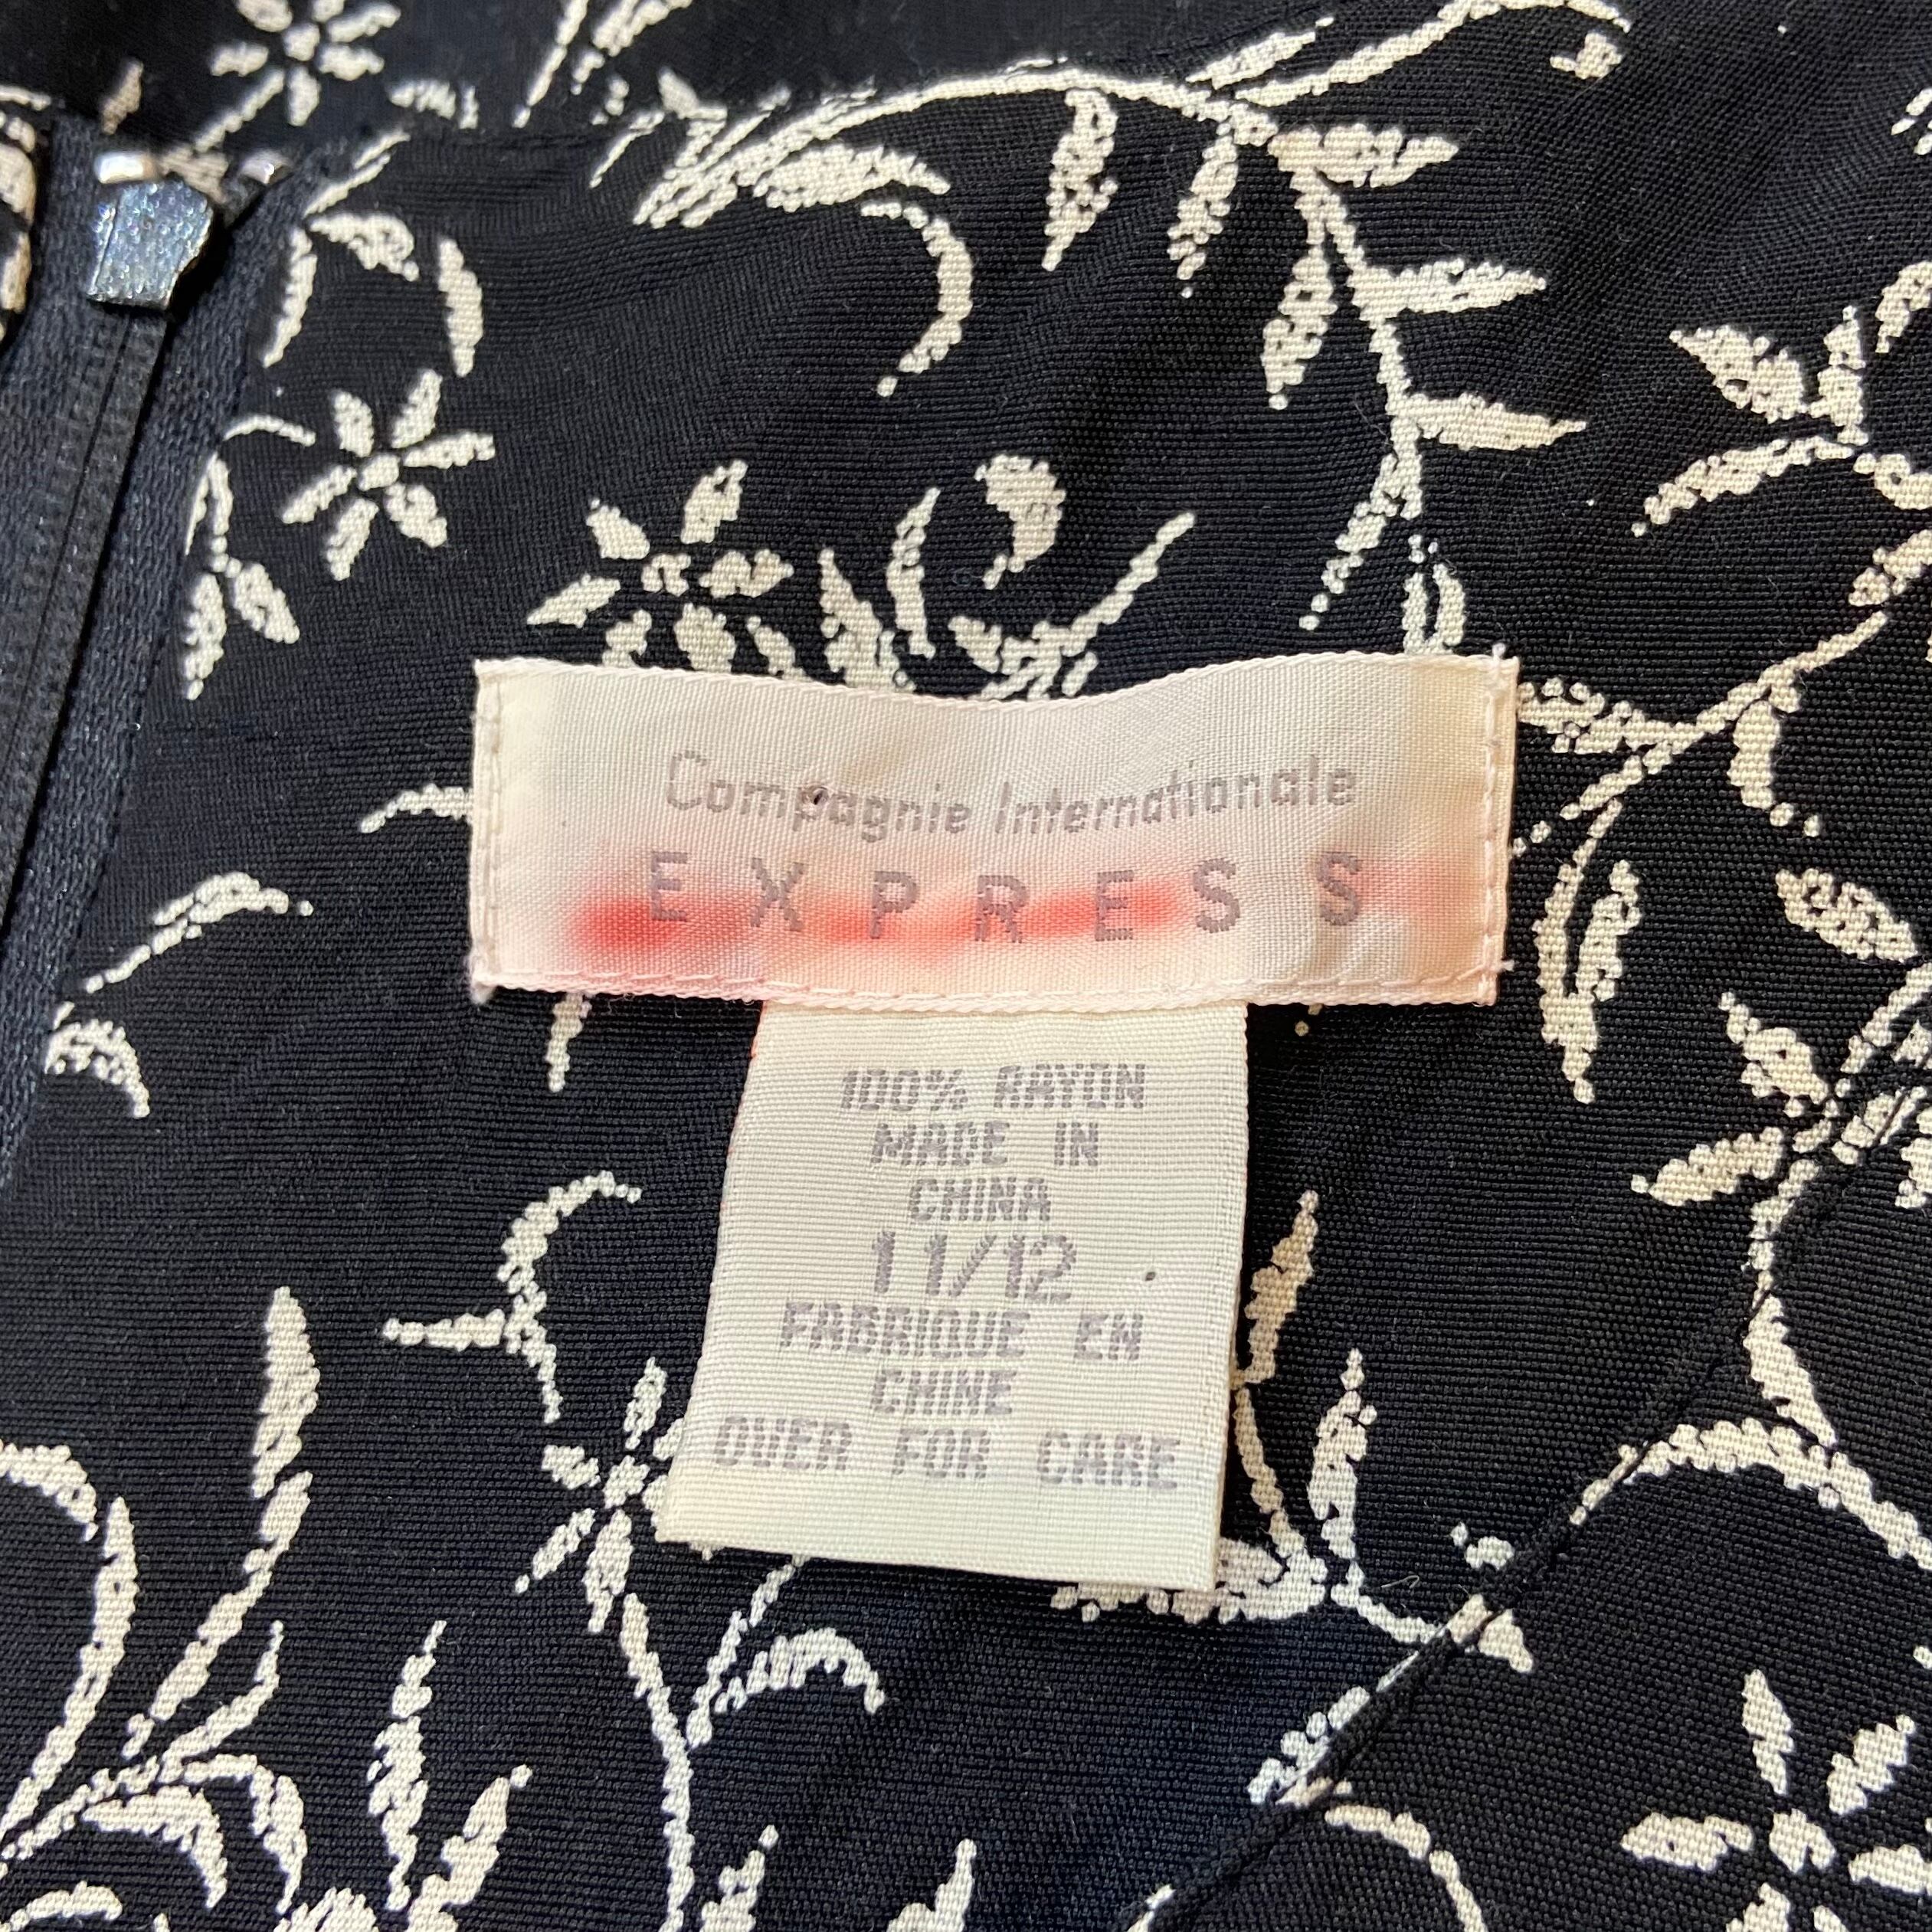 Compagnie Internationale
EXPRESS
100% RAYON
MADE IN
CHINA
11/12
FABRIQUE EN
CHINE
OVER FOR CARE